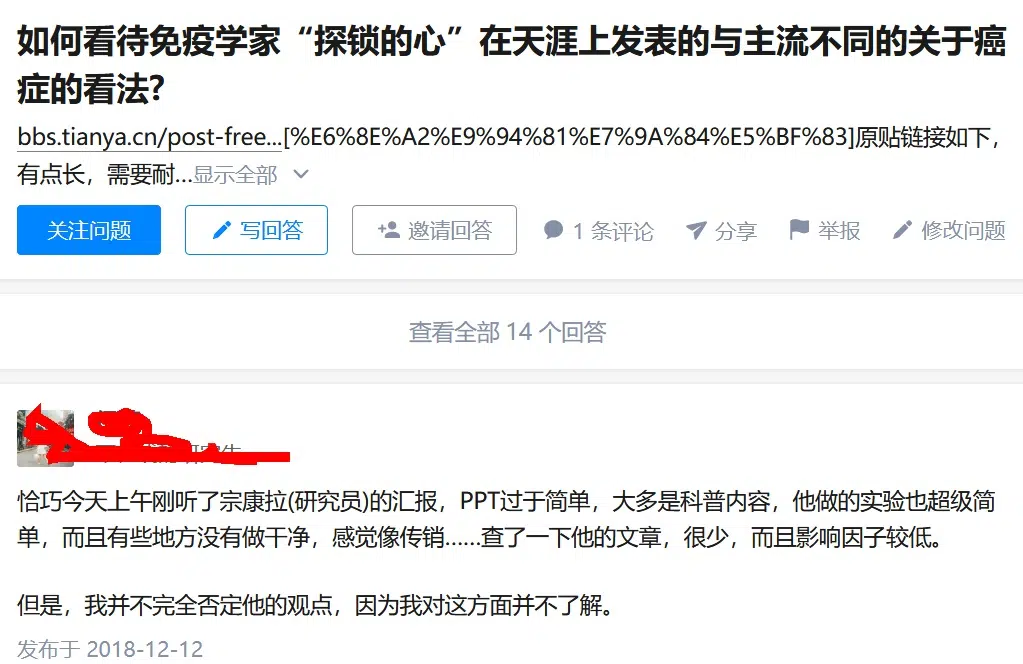 如何看待免疫学家“探锁的心”在天涯上发表的与主流不同的关于癌
症的看法？
bbs.tianya.cn/post-free...[%E6%8E%A2%E9%94%81%E7%9A%84%E5%BF%83]原贴链接如下，
有点长，需要耐...显示全部
关注问题 写回答 邀请回答 1 条评论 分享 举报 修改问题
查看全部 14 个回答
恰巧今天上午刚听了宗康拉(研究员)的汇报，PPT过于简单，大多是科普内容，他做的实验也超级简
单，而且有些地方没有做干净，感觉像传销......查了一下他的文章，很少，而且影响因子较低。
但是，我并不完全否定他的观点，因为我对这方面并不了解。
发布于 2018-12-12